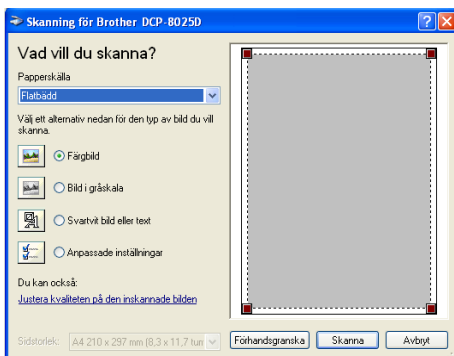 Skanning för Brother DCP-8025D
Vad vill du skanna?
Papperskälla
Flatbädd
Välj ett alternativ nedan för den typ av bild du vill
skanna.
Färgbild
Bild i gråskala
Svartvit bild eller text
Anpassade inställningar
Du kan också:
Justera kvaliteten på den inskannade bilden
Sidstorlek: A4 210 x 297 mm (8,3 x 11,7 tum
Förhandsgranska Skanna Avbryt